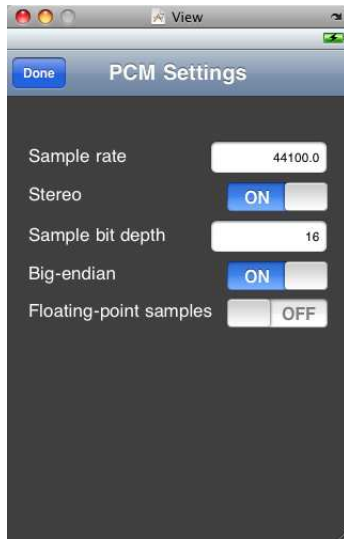 View
Done PCM Settings
Sample rate 44100.0
Stereo ON
Sample bit depth 16
Big-endian ON
Floating-point samples OFF